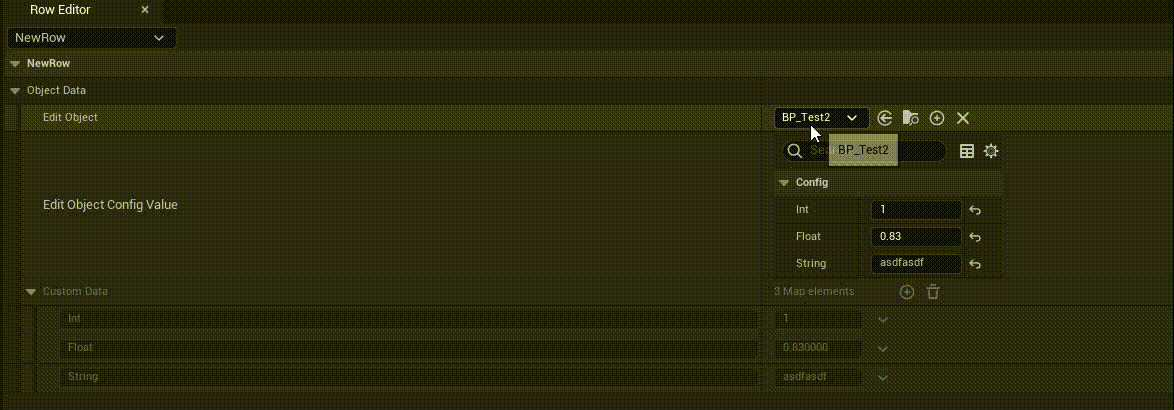 Row Editor
NewRow
NewRow
Object Data
Edit Object
BP_Test2
Sea
BP_Test2
Edit Object Config Value
Config
Int
1
Float
0.83
String
asdfasdf
Custom Data
3 Map elements
Int
1
Float
0.830000
String
asdfasdf